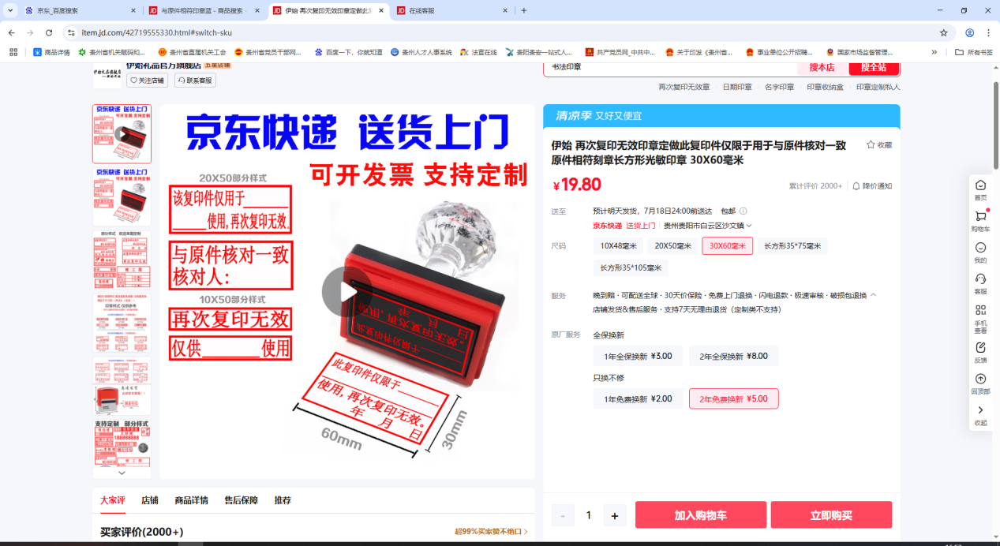 京东_百度搜索
与原件相符印章蓝 - 商品搜索 -
伊始 再次复印无效印章定做此
在线客服
item.jd.com/42719555330.html#switch-sku
商品详情
贵州省机关赋码和...
贵州省直属机关工会
贵州省党员干部网...
百度一下，你就知道
贵州人才人事系统
法宣在线
贵阳贵安一站式人...
共产党员网_中共中...
关于印发《贵州省...
事业单位公开招聘...
国家市场监督管理...
所有书签
伊始礼品官方旗舰店 五星店铺
关注店铺
联系客服
书法印章
搜本店
搜全站
再次复印无效章
日期印章
名字印章
印章收纳盒
印章定制私人
京东快递 送货上门
可开发票 支持定制
20X50部分样式
该复印件仅用于
使用,再次复印无效。
与原件核对一致
核对人:
10X50部分样式
再次复印无效
仅供 使用
此复印件仅限于
使用,再次复印无效。
年 月 日
60mm
30mm
支持定制 部分样式
清凉季 又好又便宜
伊始 再次复印无效印章定做此复印件仅限于用于与原件核对一致
原件相符刻章长方形光敏印章 30X60毫米
收藏
¥19.80
累计评价 2000+
降价通知
送至
预计明天发货，7月18日24:00前送达
包邮
京东快递 送货上门
贵州贵阳市白云区沙文镇
尺码
10X48毫米
20X50毫米
30X60毫米
长方形35*75毫米
长方形35*105毫米
服务
晚到赔 · 可配送全球 · 30天价保险 · 免费上门退换 · 闪电退款 · 极速审核 · 破损包退换
店铺发货&售后服务 · 支持7天无理由退货（定制类不支持）
原厂服务
全保换新
1年全保换新 ¥3.00
2年全保换新 ¥8.00
只换不修
1年免费换新 ¥2.00
2年免费换新 ¥5.00
- 1 +
加入购物车
立即购买
首页
购物车
我的
客服
手机
查看
反馈
回顶部
收起
大家评
店铺
商品详情
售后保障
推荐
买家评价(2000+)
超99%买家赞不绝口